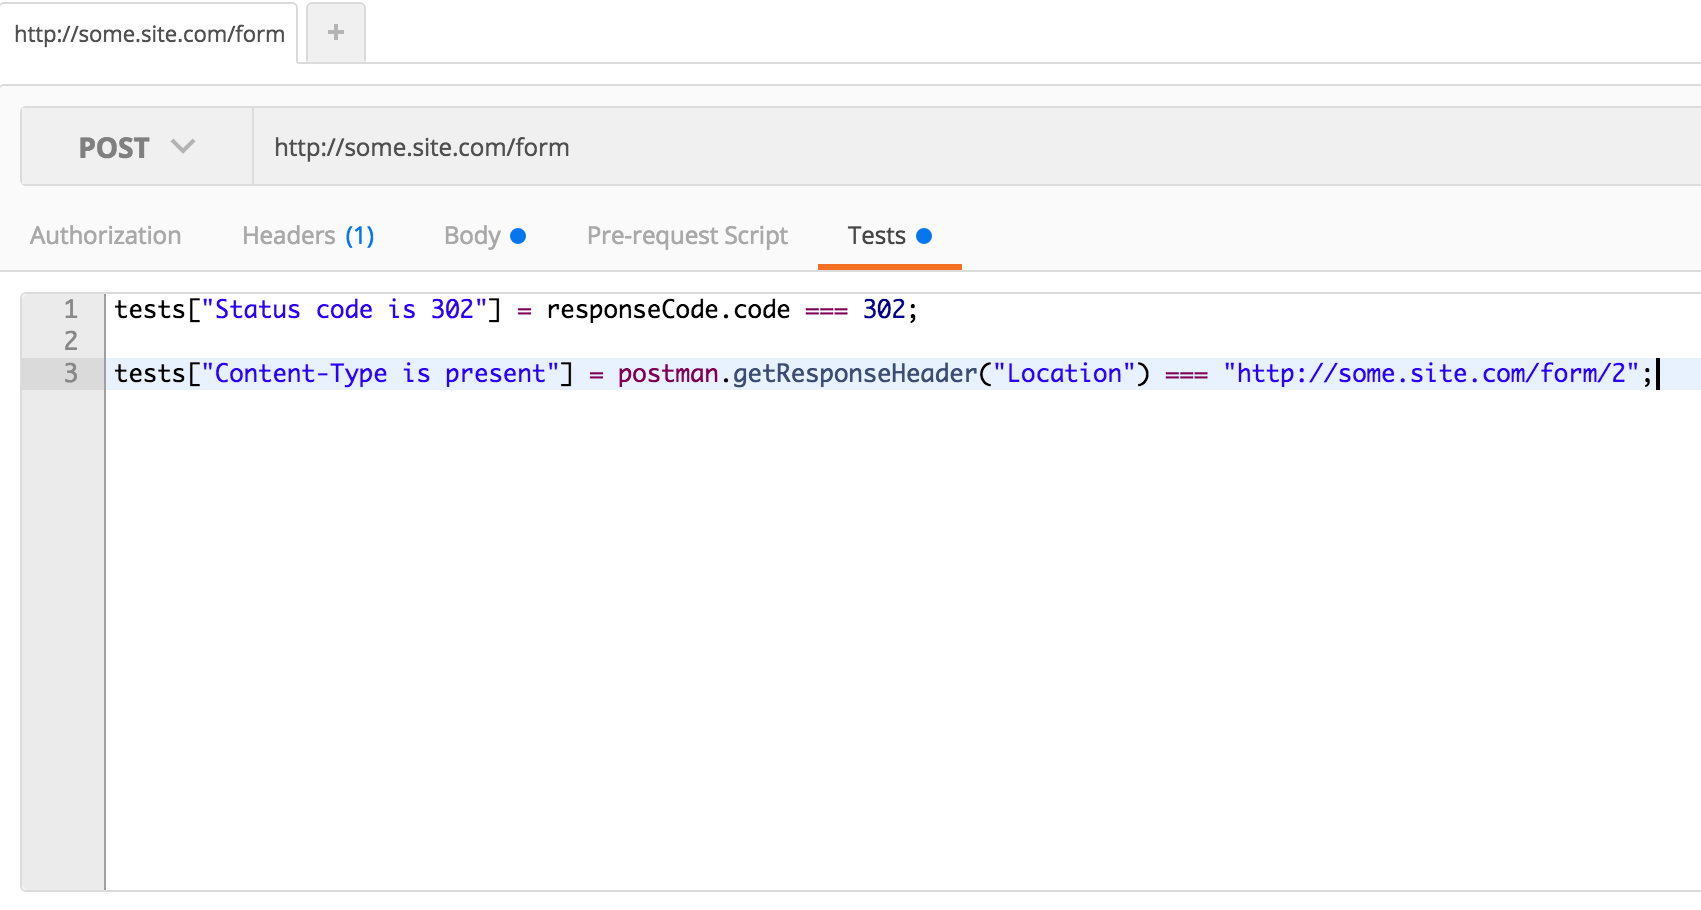 http://some.site.com/form +
POST http://some.site.com/form
Authorization Headers (1) Body Pre-request Script Tests
1 tests["Status code is 302"] = responseCode.code === 302;
2
3 tests["Content-Type is present"] = postman.getResponseHeader("Location") === "http://some.site.com/form/2";